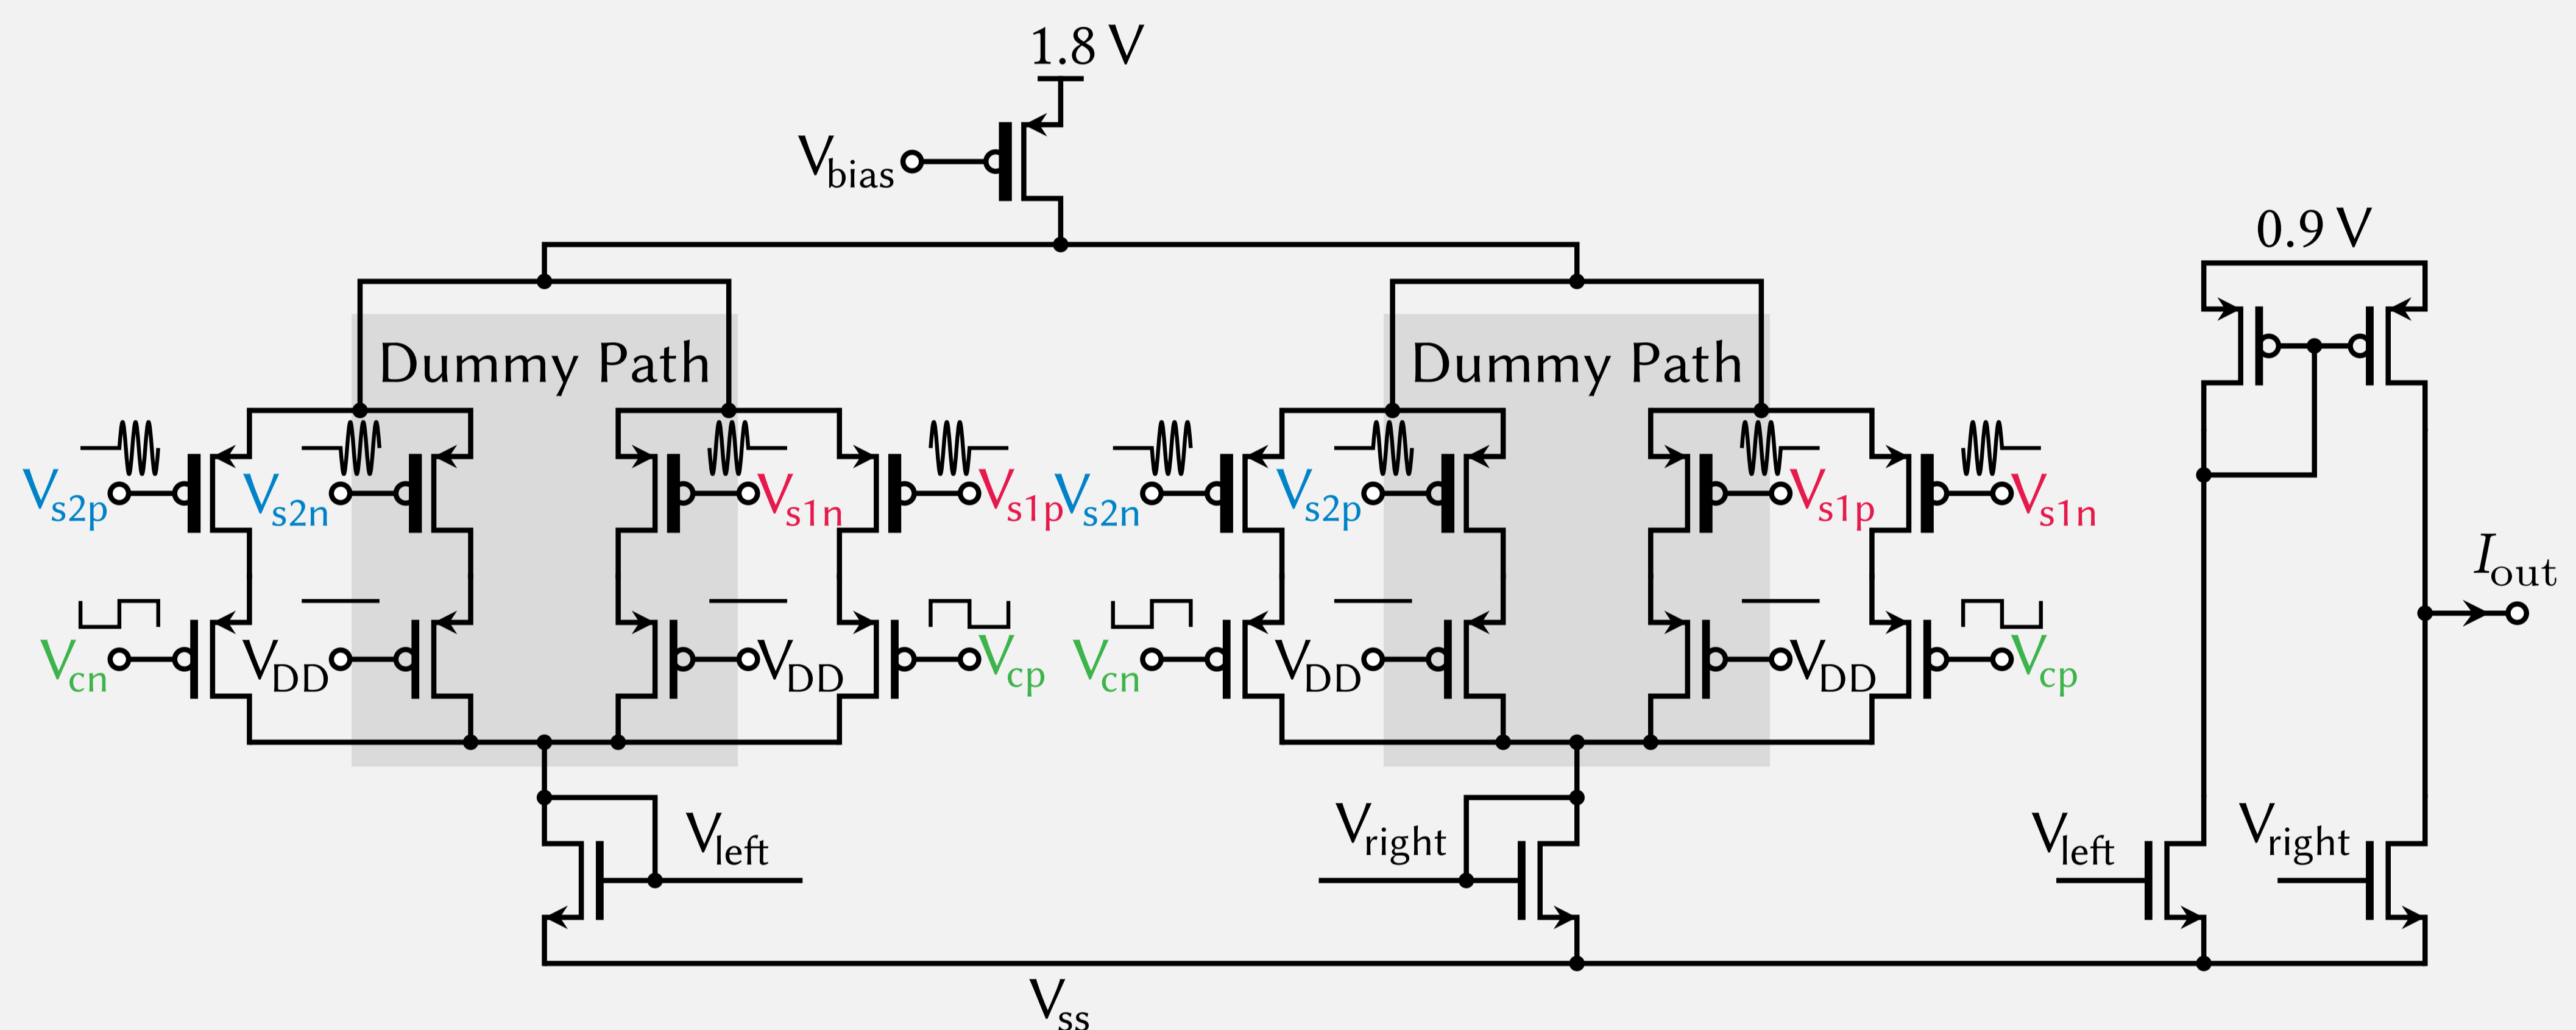 1.8 V
Vbias
0.9 V
Dummy Path
Dummy Path
Vs2p
Vs2n
Vs1n
Vs1p
Vs2n
Vs2p
Vs1p
Vs1n
Iout
Vcn
VDD
VDD
Vcp
Vcn
VDD
VDD
Vcp
Vleft
Vright
Vleft
Vright
Vss